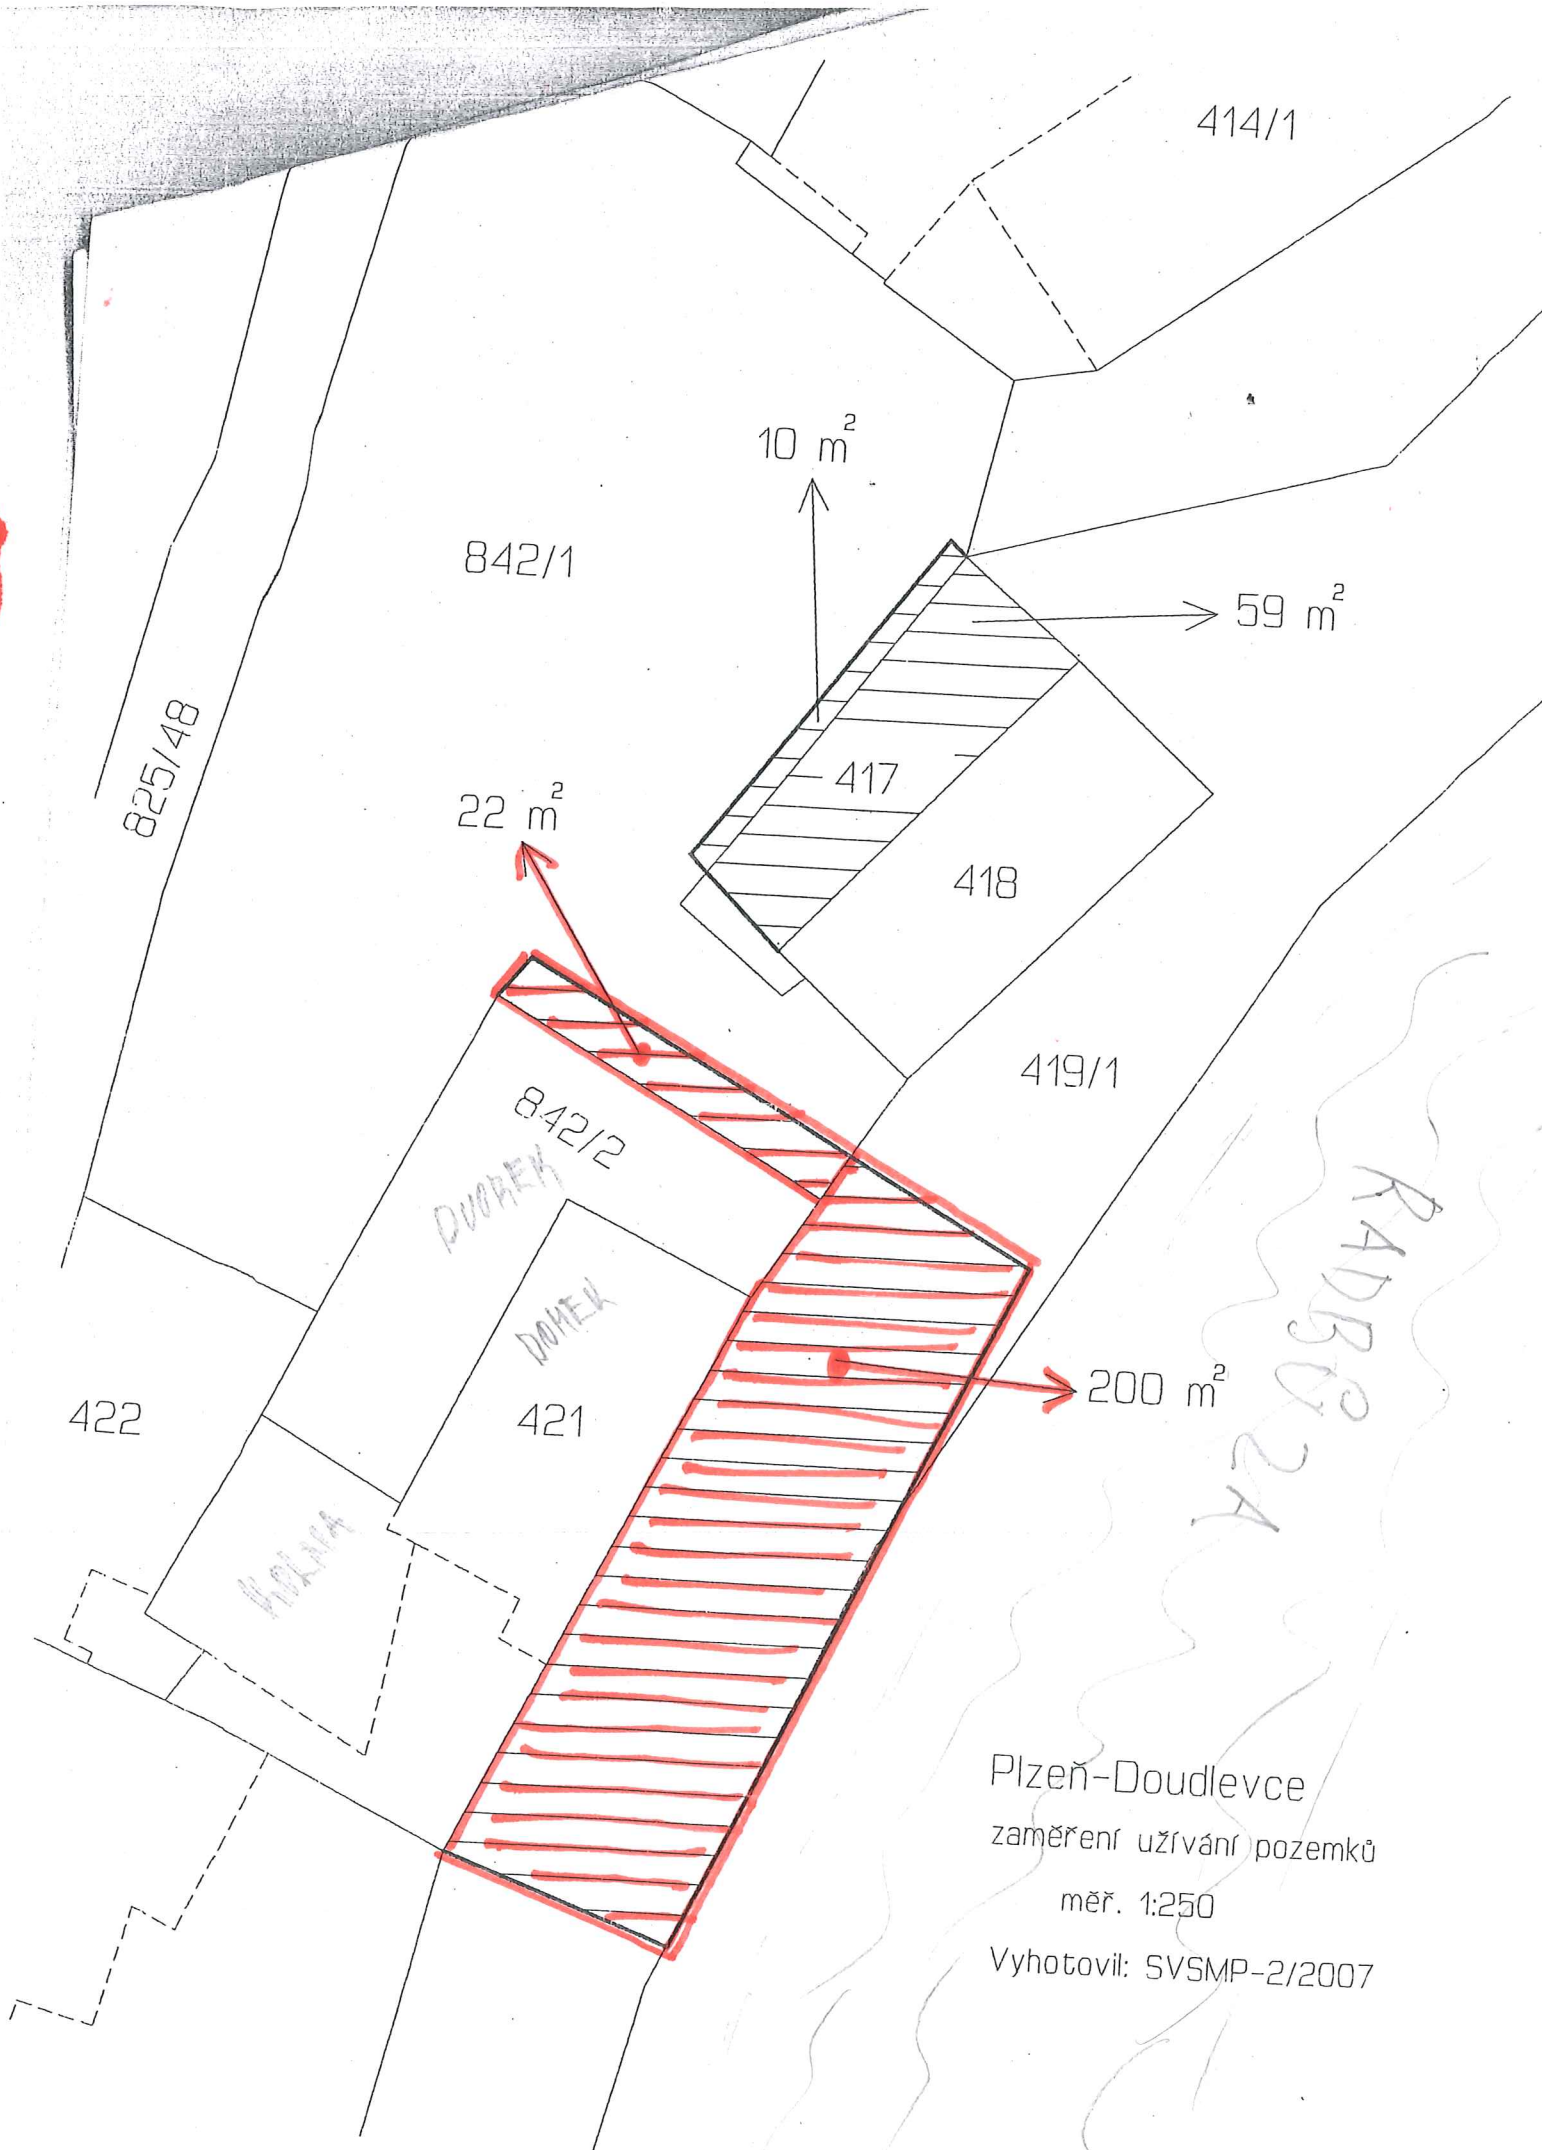 414/1
10 m²
842/1
59 m²
825/48
417
22 m²
418
419/1
842/2
DVOREK
RADBUZA
DOMEK
200 m²
422
421
KOLNA
Plzeň-Doudlevce
zaměření užívání pozemků
měř. 1:250
Vyhotovil: SVSMP-2/2007